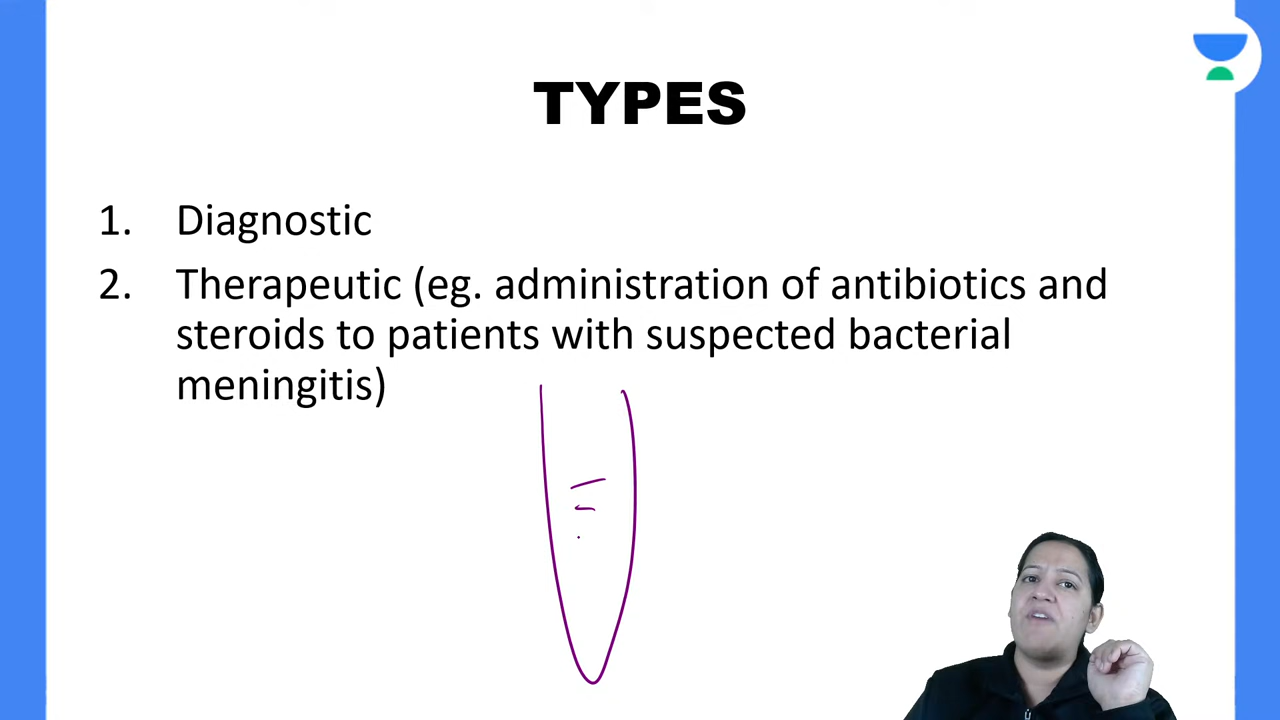 TYPES
1. Diagnostic
2. Therapeutic (eg. administration of antibiotics and
steroids to patients with suspected bacterial
meningitis)